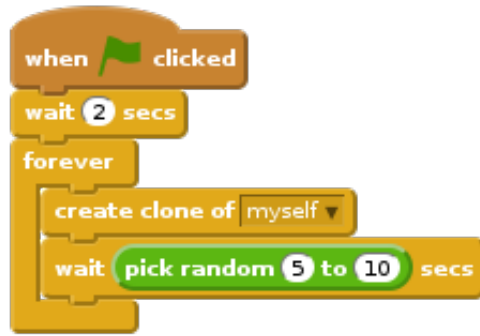 when clicked
wait 2 secs
forever
create clone of myself
wait pick random 5 to 10 secs